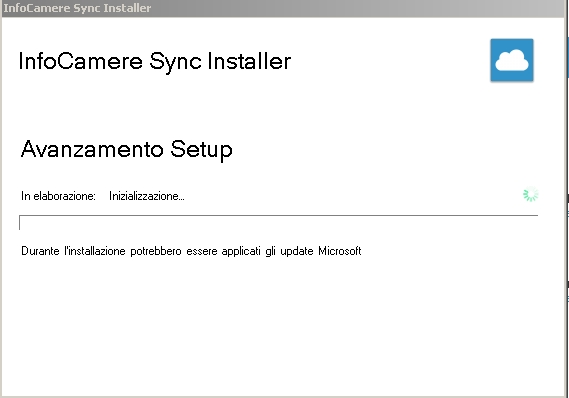 InfoCamere Sync Installer
InfoCamere Sync Installer
Avanzamento Setup
In elaborazione: Inizializzazione...
Durante l'installazione potrebbero essere applicati gli update Microsoft